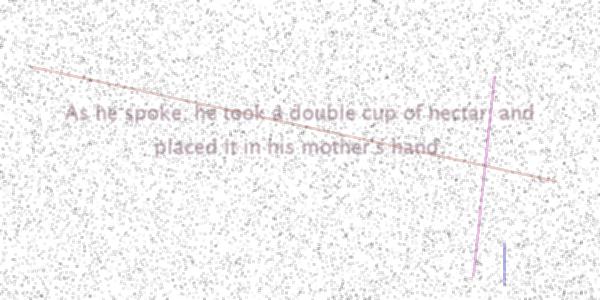 As he spoke, he took a double cup of nectar, and
placed it in his mother's hand.